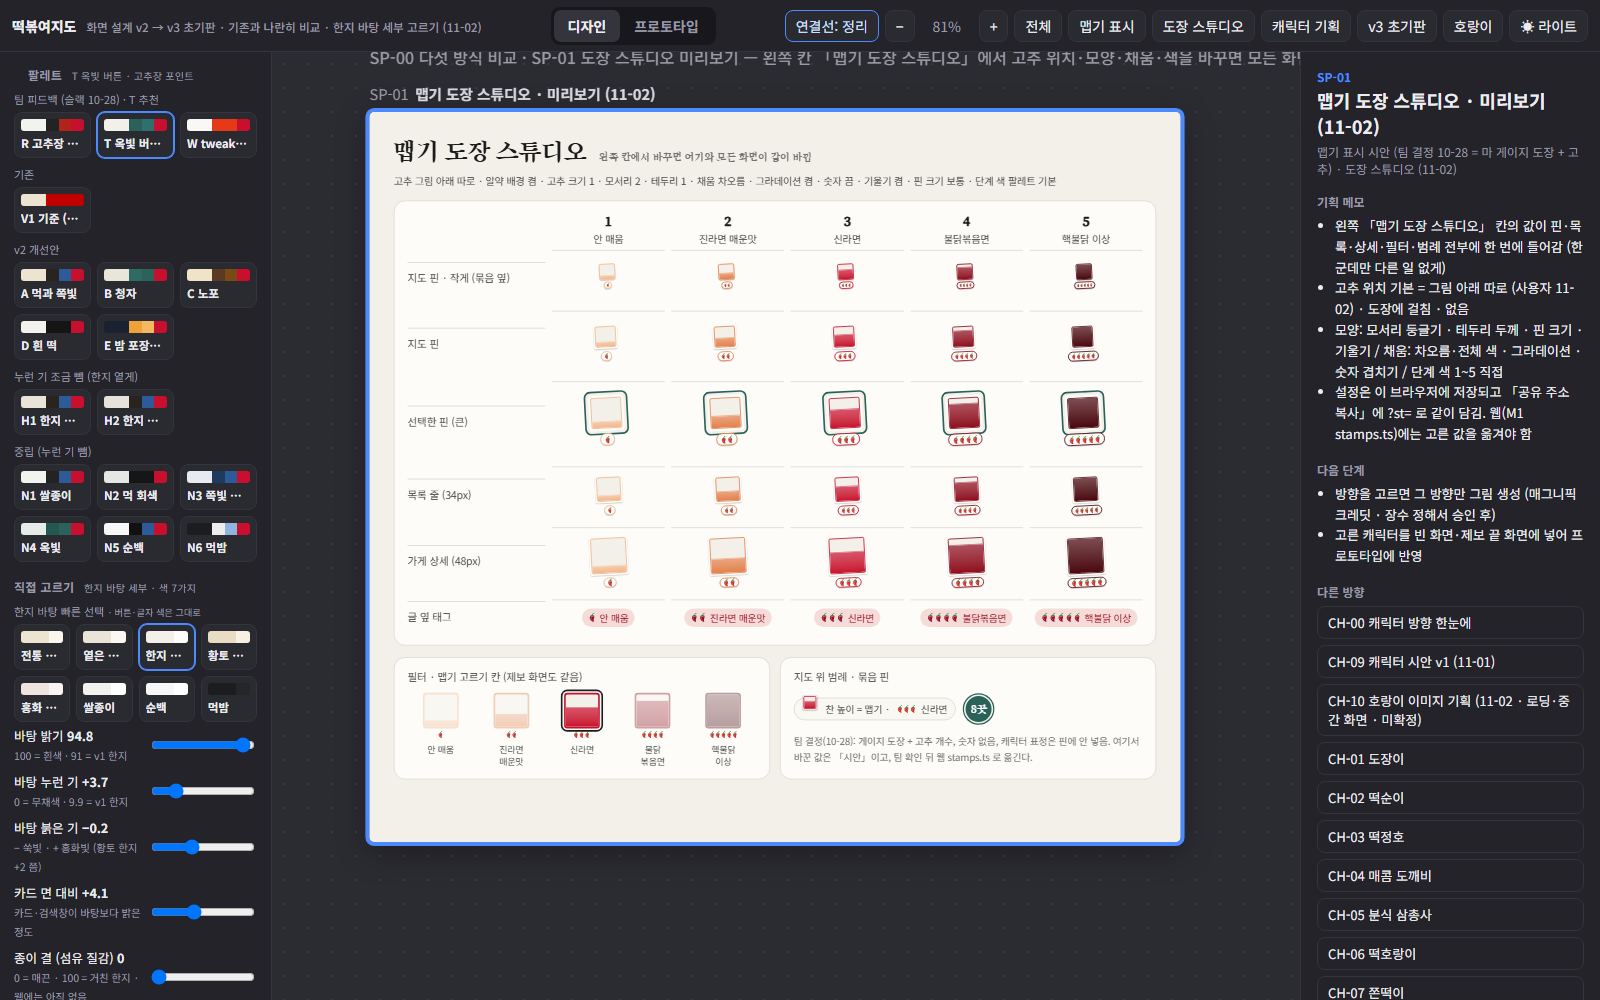 떡볶여지도 화면 설계 v2 → v3 초기판 · 기존과 나란히 비교 · 한지 바탕 세부 고르기 (11-02)
디자인 프로토타입
연결선: 정리 − 81% + 전체 맵기 표시 도장 스튜디오 캐릭터 기획 v3 초기판 호랑이 ☀ 라이트
팔레트 T 옥빛 버튼 · 고추장 포인트
팀 피드백 (슬랙 10-28) · T 추천
R 고추장 ⋯ T 옥빛 버⋯ W tweak⋯
기존
V1 기준 (⋯
v2 개선안
A 먹과 쪽빛 B 청자 C 노포
D 흰 떡 E 밤 포장⋯
누런 기 조금 뺌 (한지 옅게)
H1 한지 ⋯ H2 한지 ⋯
중립 (누런 기 뺌)
N1 쌀종이 N2 먹 회색 N3 쪽빛 ⋯
N4 옥빛 N5 순백 N6 먹밤
직접 고르기 한지 바탕 세부 · 색 7가지
한지 바탕 빠른 선택 · 버튼·글자 색은 그대로
전통 ⋯ 옅은 ⋯ 한지 ⋯ 황토 ⋯
홍화 ⋯ 쌀종이 순백 먹밤
바탕 밝기 94.8
100 = 흰색 · 91 = v1 한지
바탕 누런 기 +3.7
0 = 무채색 · 9.9 = v1 한지
바탕 붉은 기 −0.2
− 쑥빛 · + 홍화빛 (황토 한지
+2 쯤)
카드 면 대비 +4.1
카드·검색창이 바탕보다 밝은
정도
종이 결 (섬유 질감) 0
0 = 매끈 · 100 = 거친 한지 ·
웹에는 아직 없음
SP-00 다섯 방식 비교 · SP-01 도장 스튜디오 미리보기 — 왼쪽 칸 「맵기 도장 스튜디오」에서 고추 위치·모양·채움·색을 바꾸면 모든 화면
SP-01 맵기 도장 스튜디오 · 미리보기 (11-02)
맵기 도장 스튜디오 왼쪽 칸에서 바꾸면 여기와 모든 화면이 같이 바뀜
고추 그림 아래 따로 · 알약 배경 켬 · 고추 크기 1 · 모서리 2 · 테두리 1 · 채움 차오름 · 그라데이션 켬 · 숫자 끔 · 기울기 켬 · 핀 크기 보통 · 단계 색 팔레트 기본
1 2 3 4 5
안 매움 진라면 매운맛 신라면 불닭볶음면 핵불닭 이상
지도 핀 · 작게 (묶음 옆)
지도 핀
선택한 핀 (큰)
목록 줄 (34px)
가게 상세 (48px)
글 옆 태그 안 매움 진라면 매운맛 신라면 불닭볶음면 핵불닭 이상
필터 · 맵기 고르기 칸 (제보 화면도 같음)
안 매움 진라면 신라면 불닭 핵불닭
매운맛 볶음면 이상
지도 위 범례 · 묶음 핀
찬 높이 = 맵기 · 신라면 8곳
팀 결정(10-28): 게이지 도장 + 고추 개수, 숫자 없음, 캐릭터 표정은 핀에 안 넣음. 여기서
바꾼 값은 「시안」이고, 팀 확인 뒤 웹 stamps.ts 로 옮긴다.
SP-01
맵기 도장 스튜디오 · 미리보기
(11-02)
맵기 표시 시안 (팀 결정 10-28 = 마 게이지 도장 + 고
추) · 도장 스튜디오 (11-02)
기획 메모
• 왼쪽 「맵기 도장 스튜디오」 칸의 값이 핀·목
록·상세·필터·범례 전부에 한 번에 들어감 (한
군데만 다른 일 없게)
• 고추 위치 기본 = 그림 아래 따로 (사용자 11-
02) · 도장에 걸침 · 없음
• 모양: 모서리 둥글기 · 테두리 두께 · 핀 크기 ·
기울기 / 채움: 차오름·전체 색 · 그라데이션 ·
숫자 겹치기 / 단계 색 1~5 직접
• 설정은 이 브라우저에 저장되고 「공유 주소
복사」에 ?st= 로 같이 담김. 웹(M1
stamps.ts)에는 고른 값을 옮겨야 함
다음 단계
• 방향을 고르면 그 방향만 그림 생성 (매그니픽
크레딧 · 장수 정해서 승인 후)
• 고른 캐릭터를 빈 화면·제보 끝 화면에 넣어 프
로토타입에 반영
다른 방향
CH-00 캐릭터 방향 한눈에
CH-09 캐릭터 시안 v1 (11-01)
CH-10 호랑이 이미지 기획 (11-02 · 로딩·중
간 화면 · 미확정)
CH-01 도장이
CH-02 떡순이
CH-03 떡정호
CH-04 매콤 도깨비
CH-05 분식 삼총사
CH-06 떡호랑이
CH-07 쫀떡이